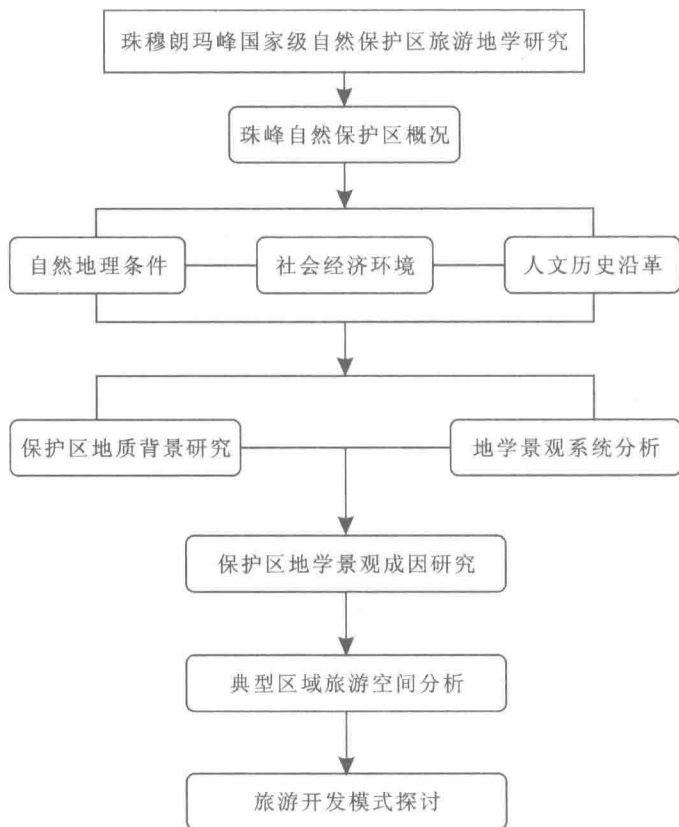 珠穆朗玛峰国家级自然保护区旅游地学研究
珠峰自然保护区概况
自然地理条件
社会经济环境
人文历史沿革
保护区地质背景研究
地学景观系统分析
保护区地学景观成因研究
典型区域旅游空间分析
旅游开发模式探讨